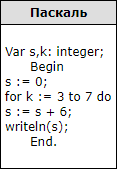 Паскаль
Var s,k: integer;
Begin
s := 0;
for k := 3 to 7 do
s := s + 6;
writeln(s);
End.